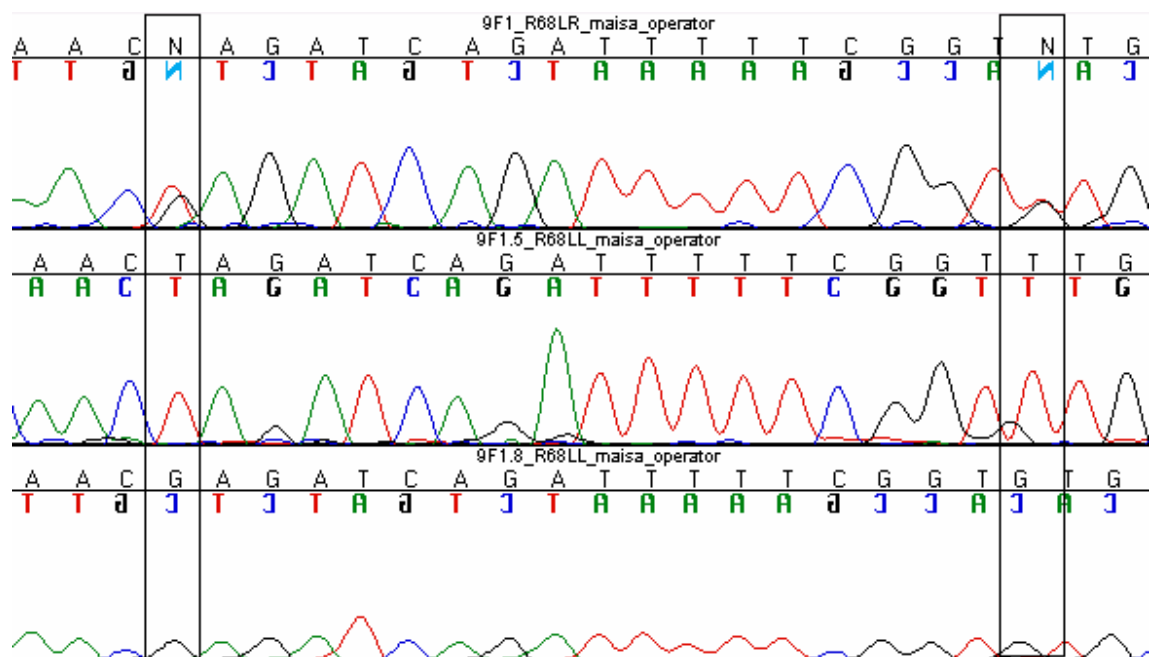 9F1_R68LR_maisa_operator
A A C N A G A T C A G A T T T T T C G G T N T G
T T G N T C T A G T C T A A A A A G C C A N A C
9F1.5_R68LL_maisa_operator
A A C T A G A T C A G A T T T T T C G G T T T G
A A C T A G A T C A G A T T T T T C G G T T T G
9F1.8_R68LL_maisa_operator
A A C G A G A T C A G A T T T T T C G G T G T G
T T G C T C T A G T C T A A A A A G C C A C A C